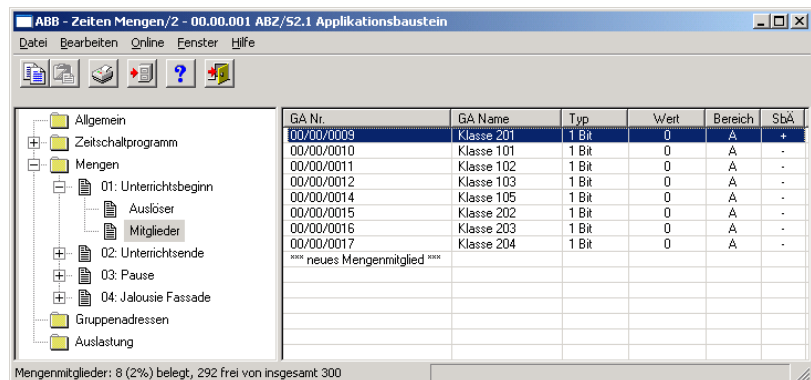 ABB - Zeiten Mengen/2 - 00.00.001 ABZ/S2.1 Applikationsbaustein
Datei Bearbeiten Online Fenster Hilfe
Allgemein
Zeitschaltprogramm
Mengen
01: Unterrichtsbeginn
Auslöser
Mitglieder
02: Unterrichtsende
03: Pause
04: Jalousie Fassade
Gruppenadressen
Auslastung
GA Nr. GA Name Typ Wert Bereich SbÄ
00/00/0009 Klasse 201 1 Bit 0 A +
00/00/0010 Klasse 101 1 Bit 0 A -
00/00/0011 Klasse 102 1 Bit 0 A -
00/00/0012 Klasse 103 1 Bit 0 A -
00/00/0014 Klasse 105 1 Bit 0 A -
00/00/0015 Klasse 202 1 Bit 0 A -
00/00/0016 Klasse 203 1 Bit 0 A -
00/00/0017 Klasse 204 1 Bit 0 A -
*** neues Mengenmitglied ***
Mengenmitglieder: 8 (2%) belegt, 292 frei von insgesamt 300